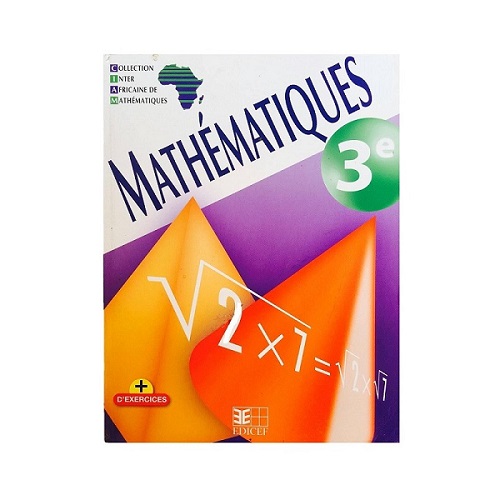 COLLECTION
INTER
AFRICAINE DE
MATHÉMATIQUES
MATHÉMATIQUES
3e
√2 × 7 = √2 × √7
+
D'EXERCICES
EDICEF